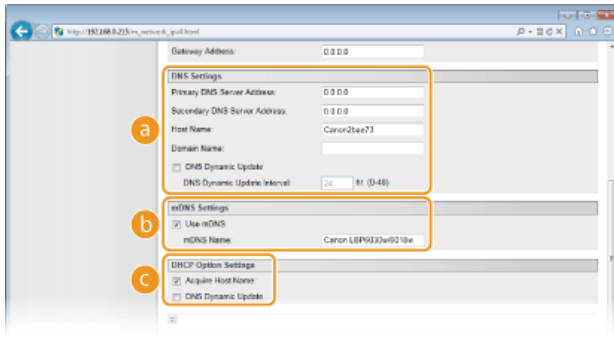 http://192.168.0.215/m_network_ipv4.html
Gateway Address: 0.0.0.0
DNS Settings
Primary DNS Server Address: 0.0.0.0
Secondary DNS Server Address: 0.0.0.0
a
Host Name: Canon2bae73
Domain Name:
DNS Dynamic Update
DNS Dynamic Update Interval: 24 hr. (0-48)
mDNS Settings
b
Use mDNS
mDNS Name: Canon LBP6030w/6018w
DHCP Option Settings
c
Acquire Host Name:
DNS Dynamic Update